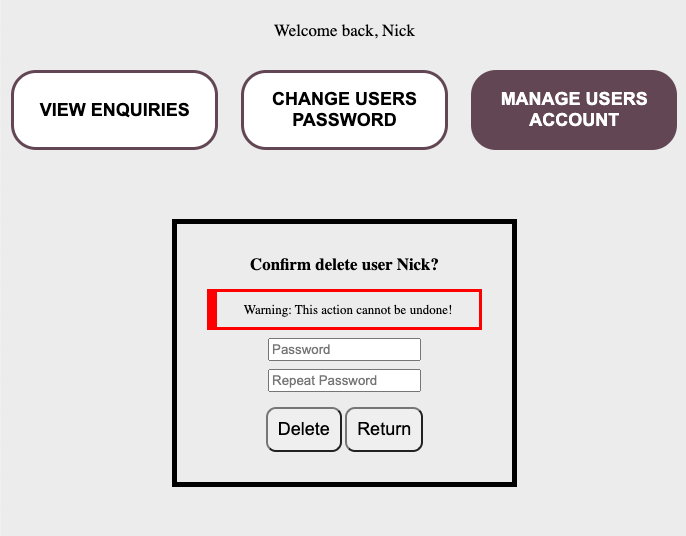 Welcome back, Nick
VIEW ENQUIRIES
CHANGE USERS
PASSWORD
MANAGE USERS
ACCOUNT
Confirm delete user Nick?
Warning: This action cannot be undone!
Password
Repeat Password
Delete
Return